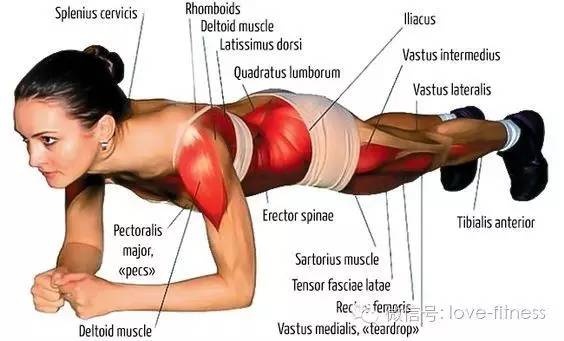 Splenius cervicis
Rhomboids
Deltoid muscle
Latissimus dorsi
Quadratus lumborum
Iliacus
Vastus intermedius
Vastus lateralis
Pectoralis
major,
«pecs»
Deltoid muscle
Erector spinae
Sartorius muscle
Tensor fasciae latae
Rectus femoris
Vastus medialis, «teardrop»
Tibialis anterior
微信号: love-fitness